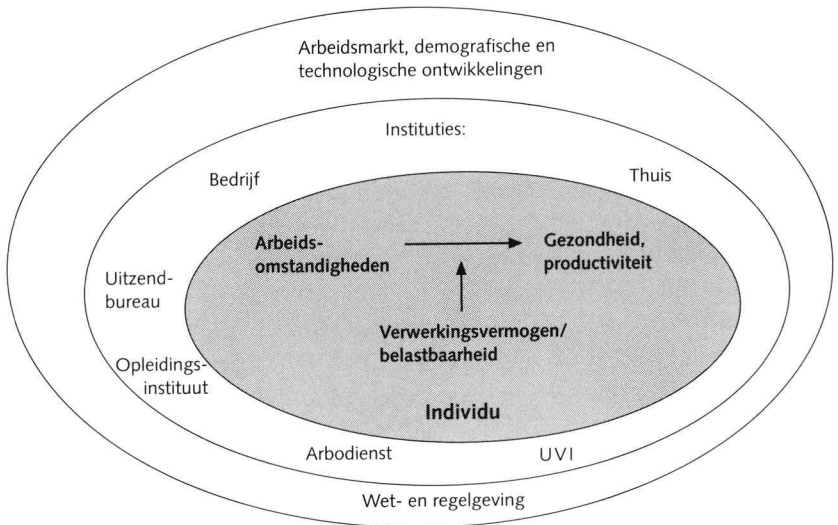 Arbeidsmarkt, demografische en
technologische ontwikkelingen
Instituties:
Bedrijf
Thuis
Arbeids-
omstandigheden
Gezondheid,
productiviteit
Uitzend-
bureau
Verwerkingsvermogen/
belastbaarheid
Opleidings-
instituut
Individu
Arbodienst
UVI
Wet- en regelgeving